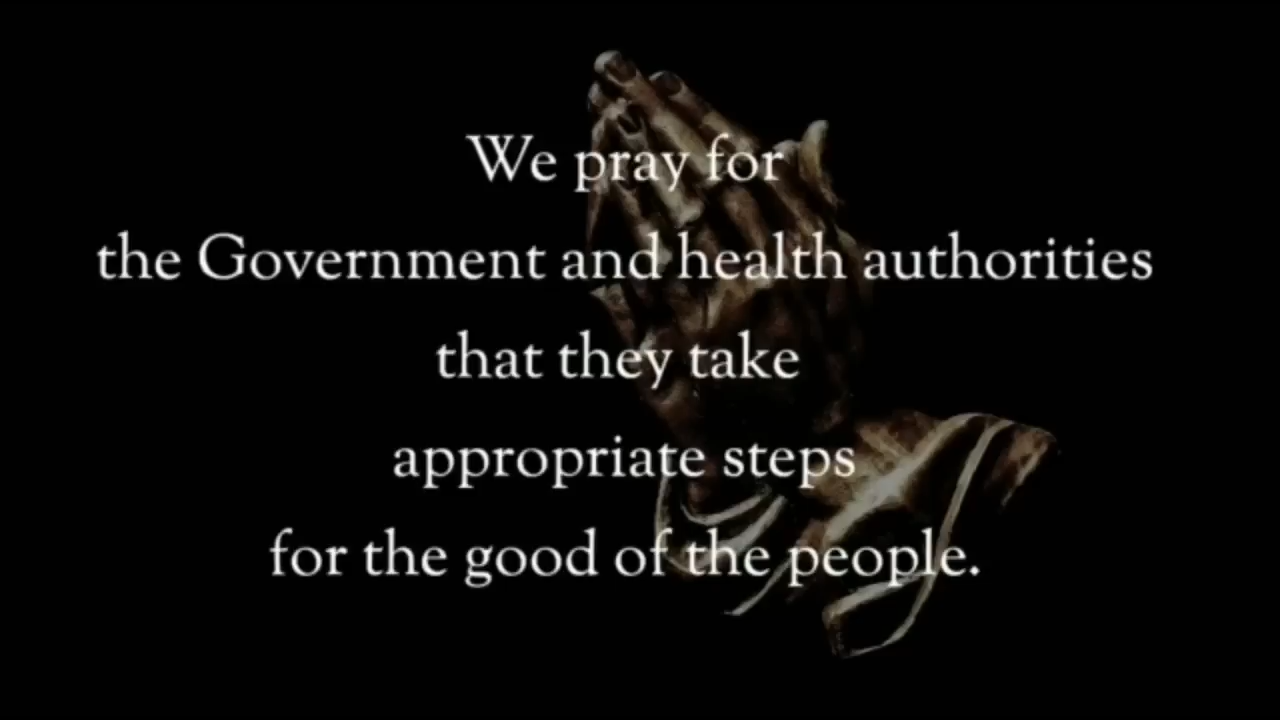 We pray for
the Government and health authorities
that they take
appropriate steps
for the good of the people.